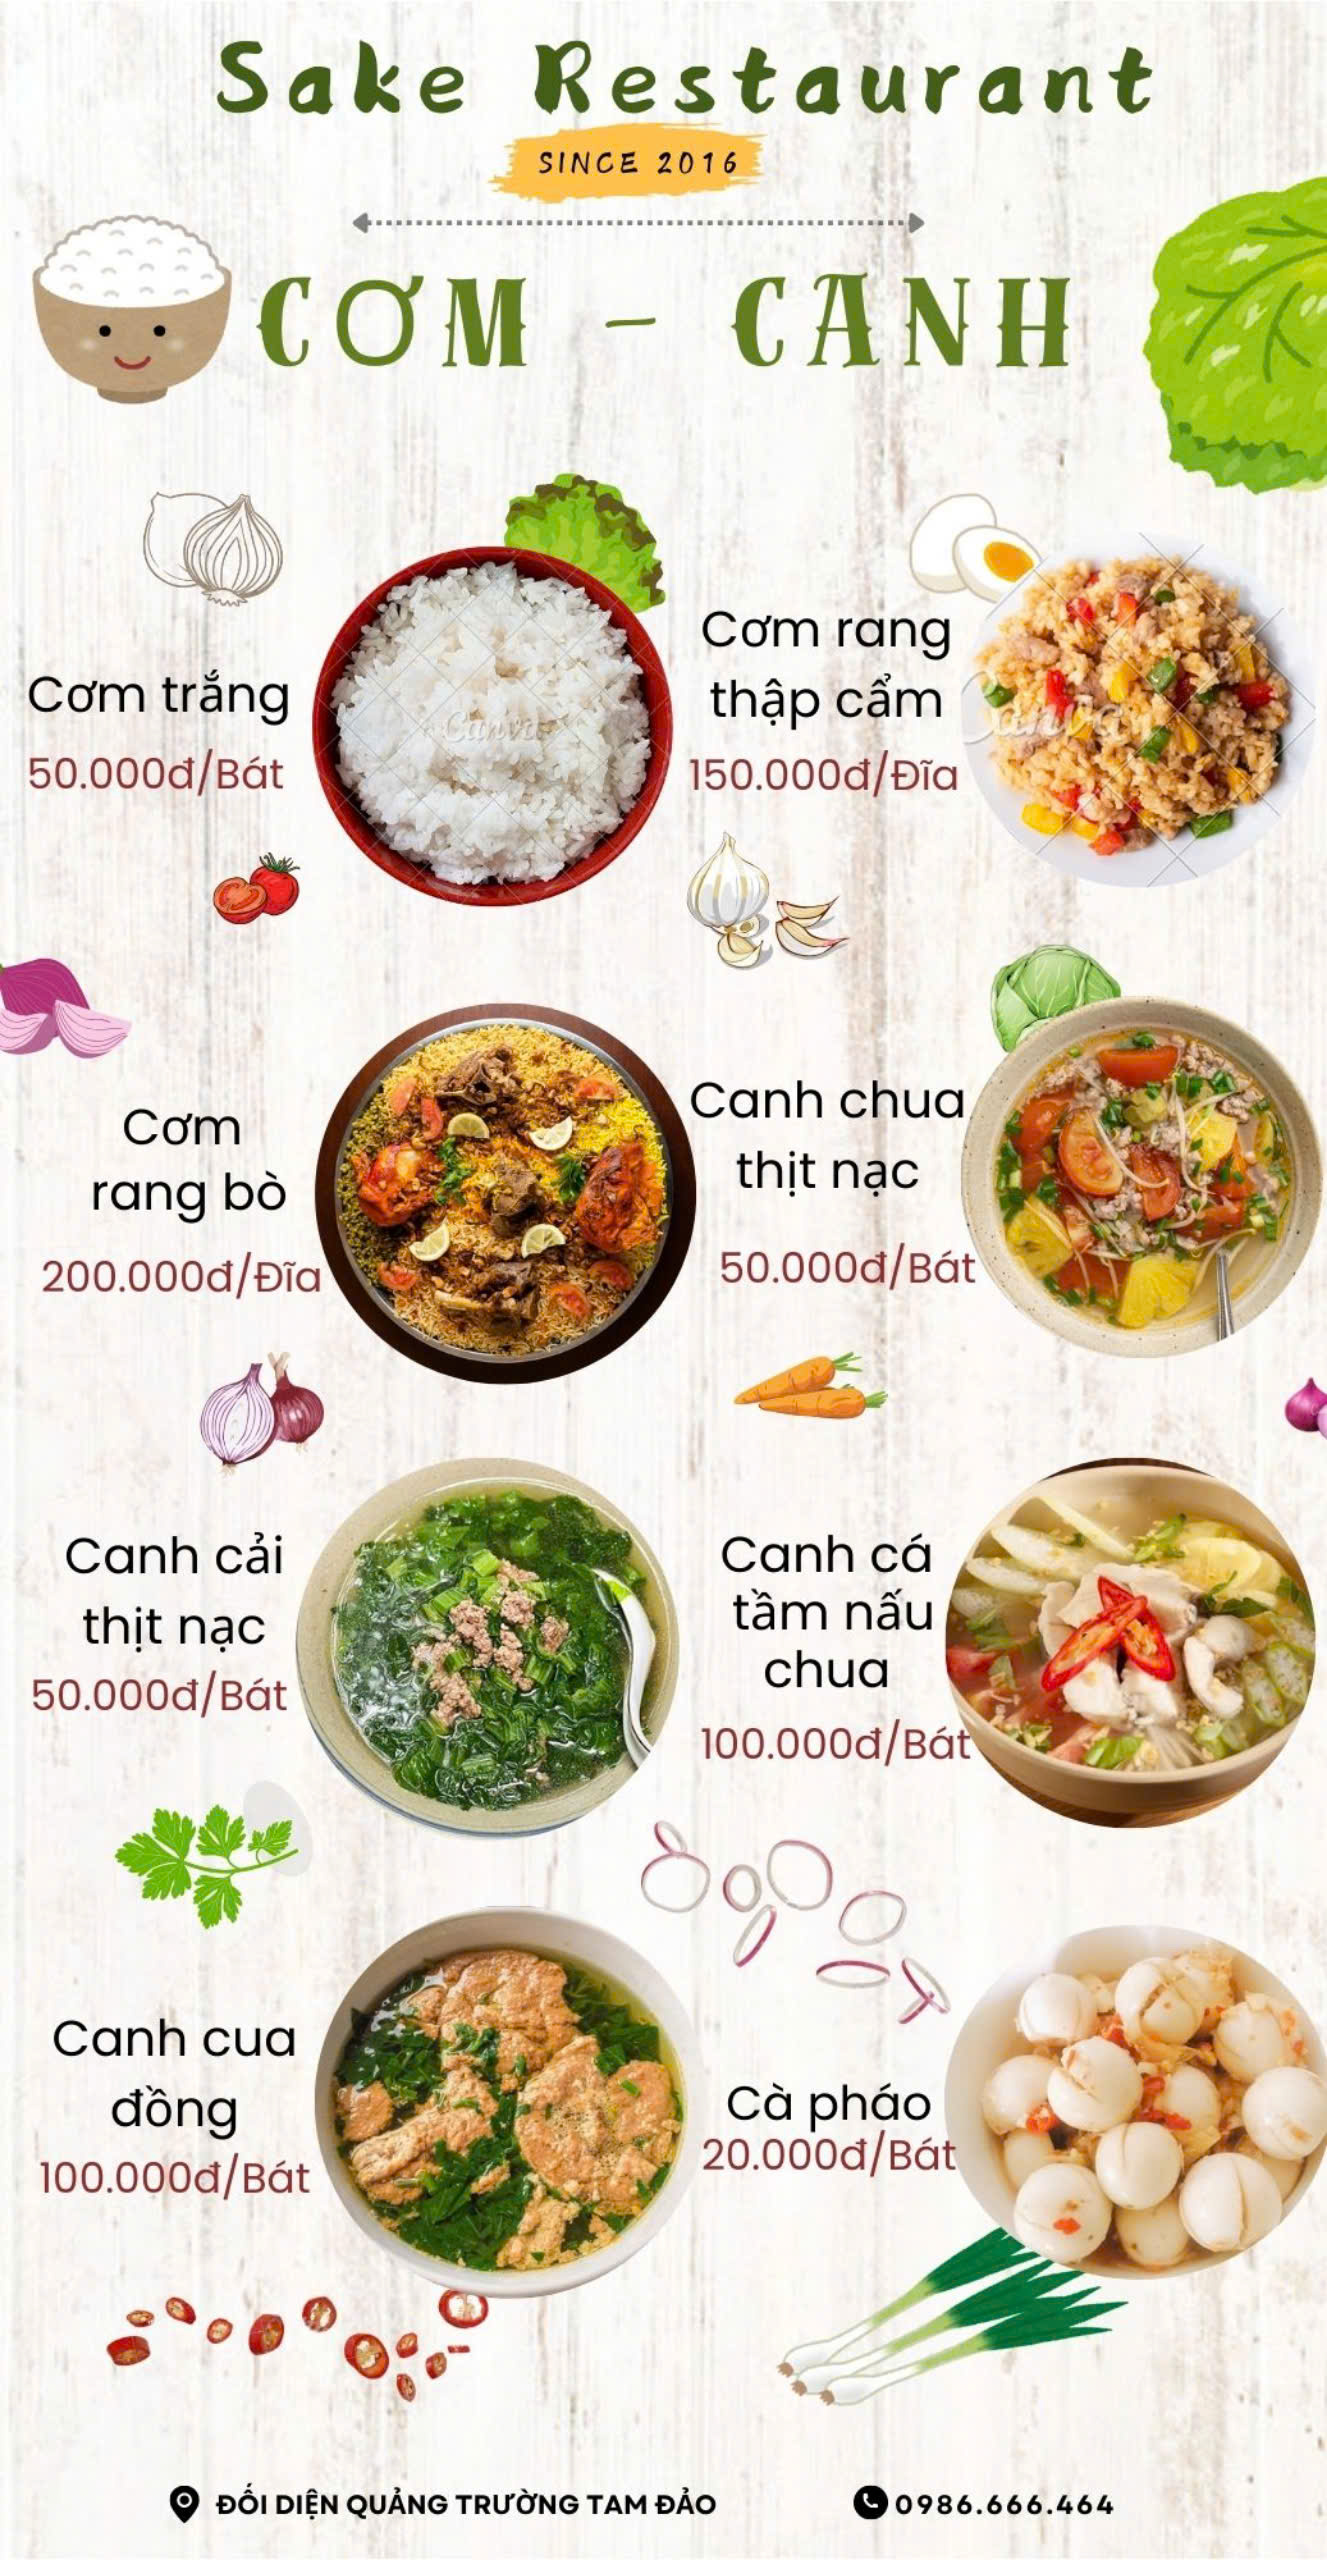 Sake Restaurant
SINCE 2016
CƠM - CANH
Cơm trắng
50.000đ/Bát
Canva
Cơm rang
thập cẩm
150.000đ/Đĩa
Canva
Cơm
rang bò
200.000đ/Đĩa
Canh chua
thịt nạc
50.000đ/Bát
Canh cải
thịt nạc
50.000đ/Bát
Canh cá
tầm nấu
chua
100.000đ/Bát
Canh cua
đồng
100.000đ/Bát
Cà pháo
20.000đ/Bát
ĐỐI DIỆN QUẢNG TRƯỜNG TAM ĐẢO
0986.666.464